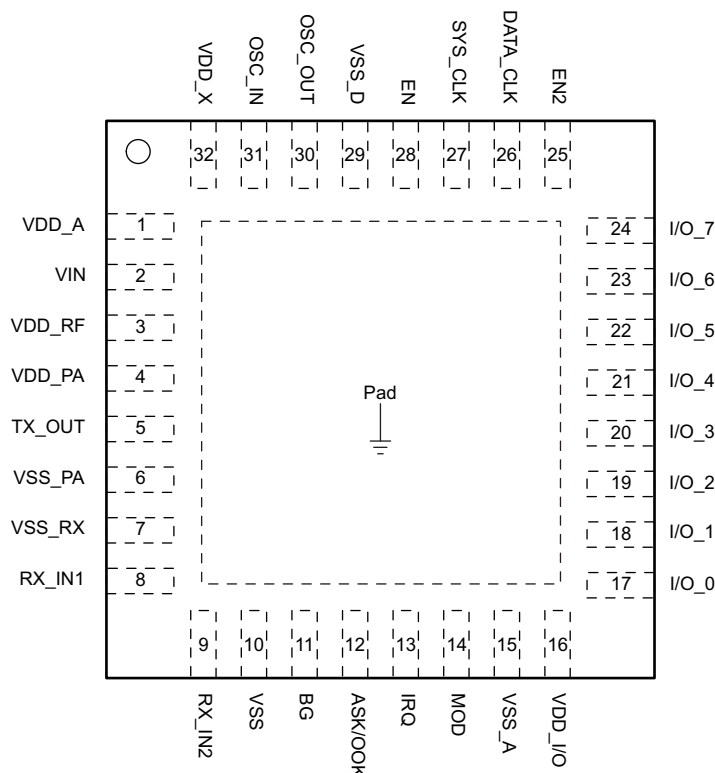 VDD_X
OSC_IN
OSC_OUT
VSS_D
EN
SYS_CLK
DATA_CLK
EN2
32
31
30
29
28
27
26
25
VDD_A 1
VIN 2
VDD_RF 3
VDD_PA 4
TX_OUT 5
VSS_PA 6
VSS_RX 7
RX_IN1 8
Pad
24 I/O_7
23 I/O_6
22 I/O_5
21 I/O_4
20 I/O_3
19 I/O_2
18 I/O_1
17 I/O_0
9
10
11
12
13
14
15
16
RX_IN2
VSS
BG
ASK/OOK
IRQ
MOD
VSS_A
VDD_I/O